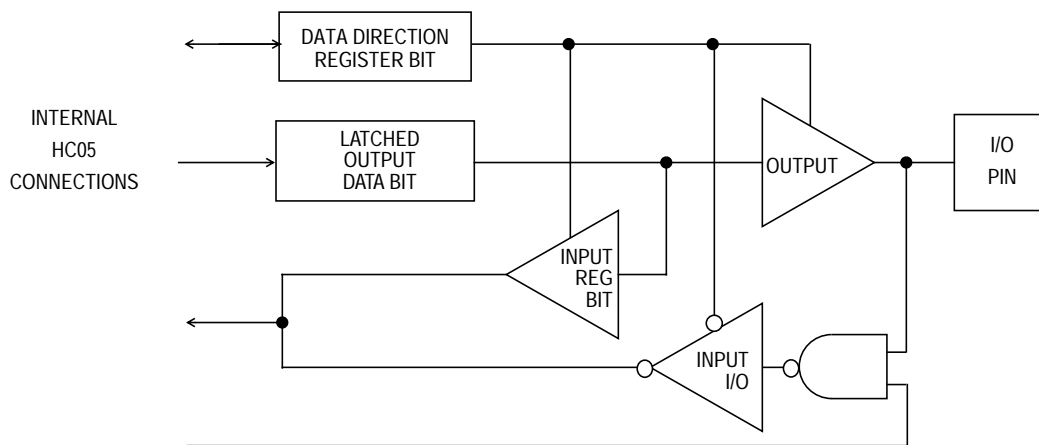 DATA DIRECTION
REGISTER BIT
INTERNAL
HC05
CONNECTIONS
LATCHED
OUTPUT
DATA BIT
OUTPUT
I/O
PIN
INPUT
REG
BIT
INPUT
I/O